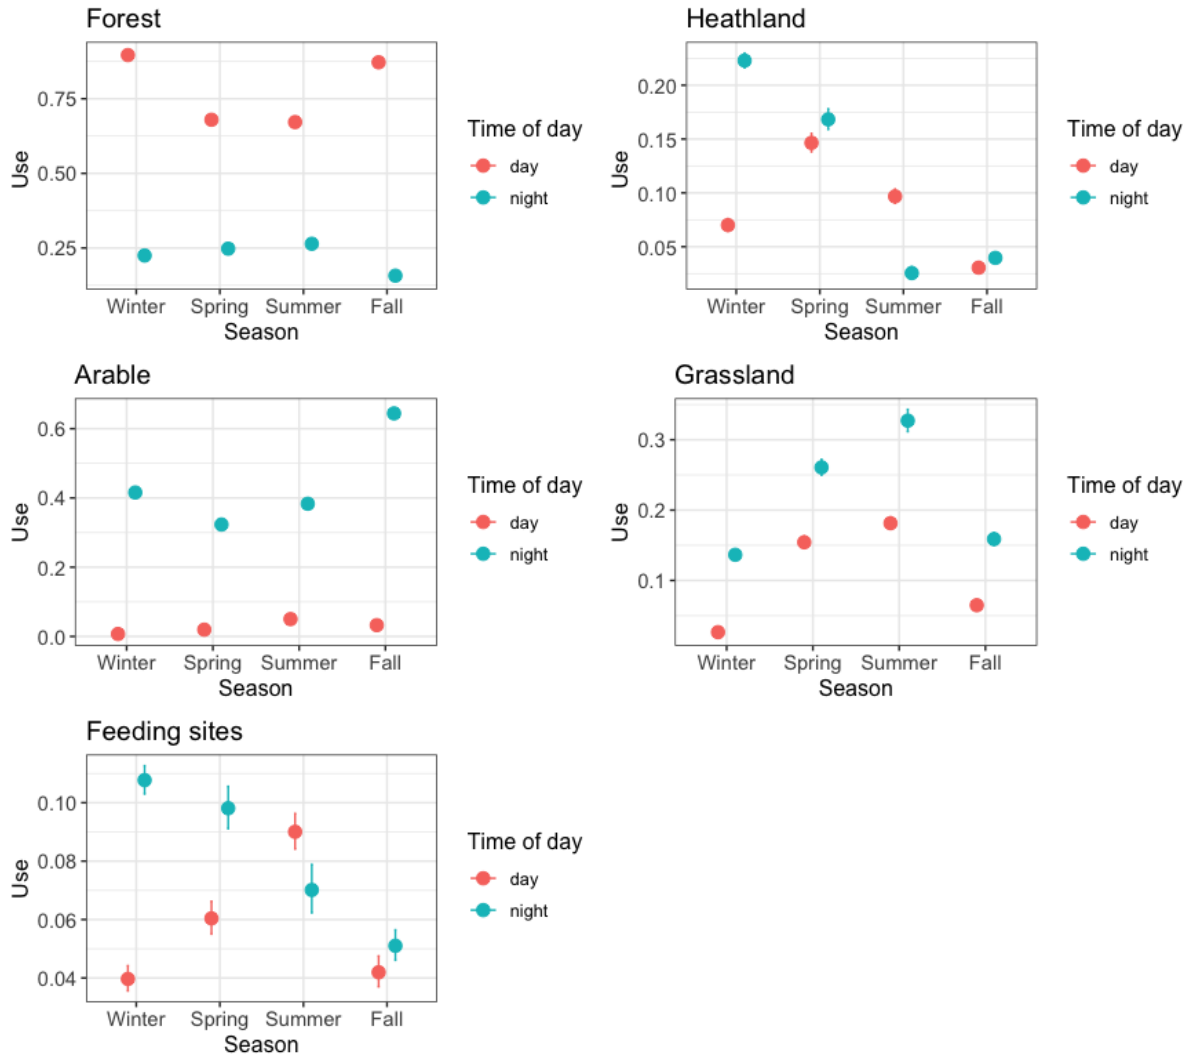 Forest
Use
0.75
0.50
0.25
Winter Spring Summer Fall
Season
Time of day
day
night
Heathland
Use
0.20
0.15
0.10
0.05
Winter Spring Summer Fall
Season
Time of day
day
night
Arable
Use
0.6
0.4
0.2
0.0
Winter Spring Summer Fall
Season
Time of day
day
night
Grassland
Use
0.3
0.2
0.1
Winter Spring Summer Fall
Season
Time of day
day
night
Feeding sites
Use
0.10
0.08
0.06
0.04
Winter Spring Summer Fall
Season
Time of day
day
night